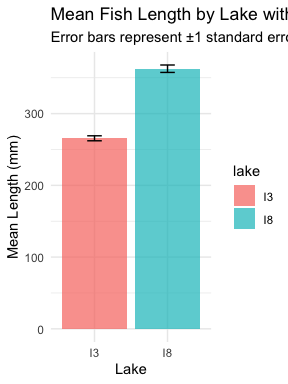 Mean Fish Length by Lake with
Error bars represent ±1 standard erro
Mean Length (mm)
300
200
100
0
I3
I8
Lake
lake
I3
I8